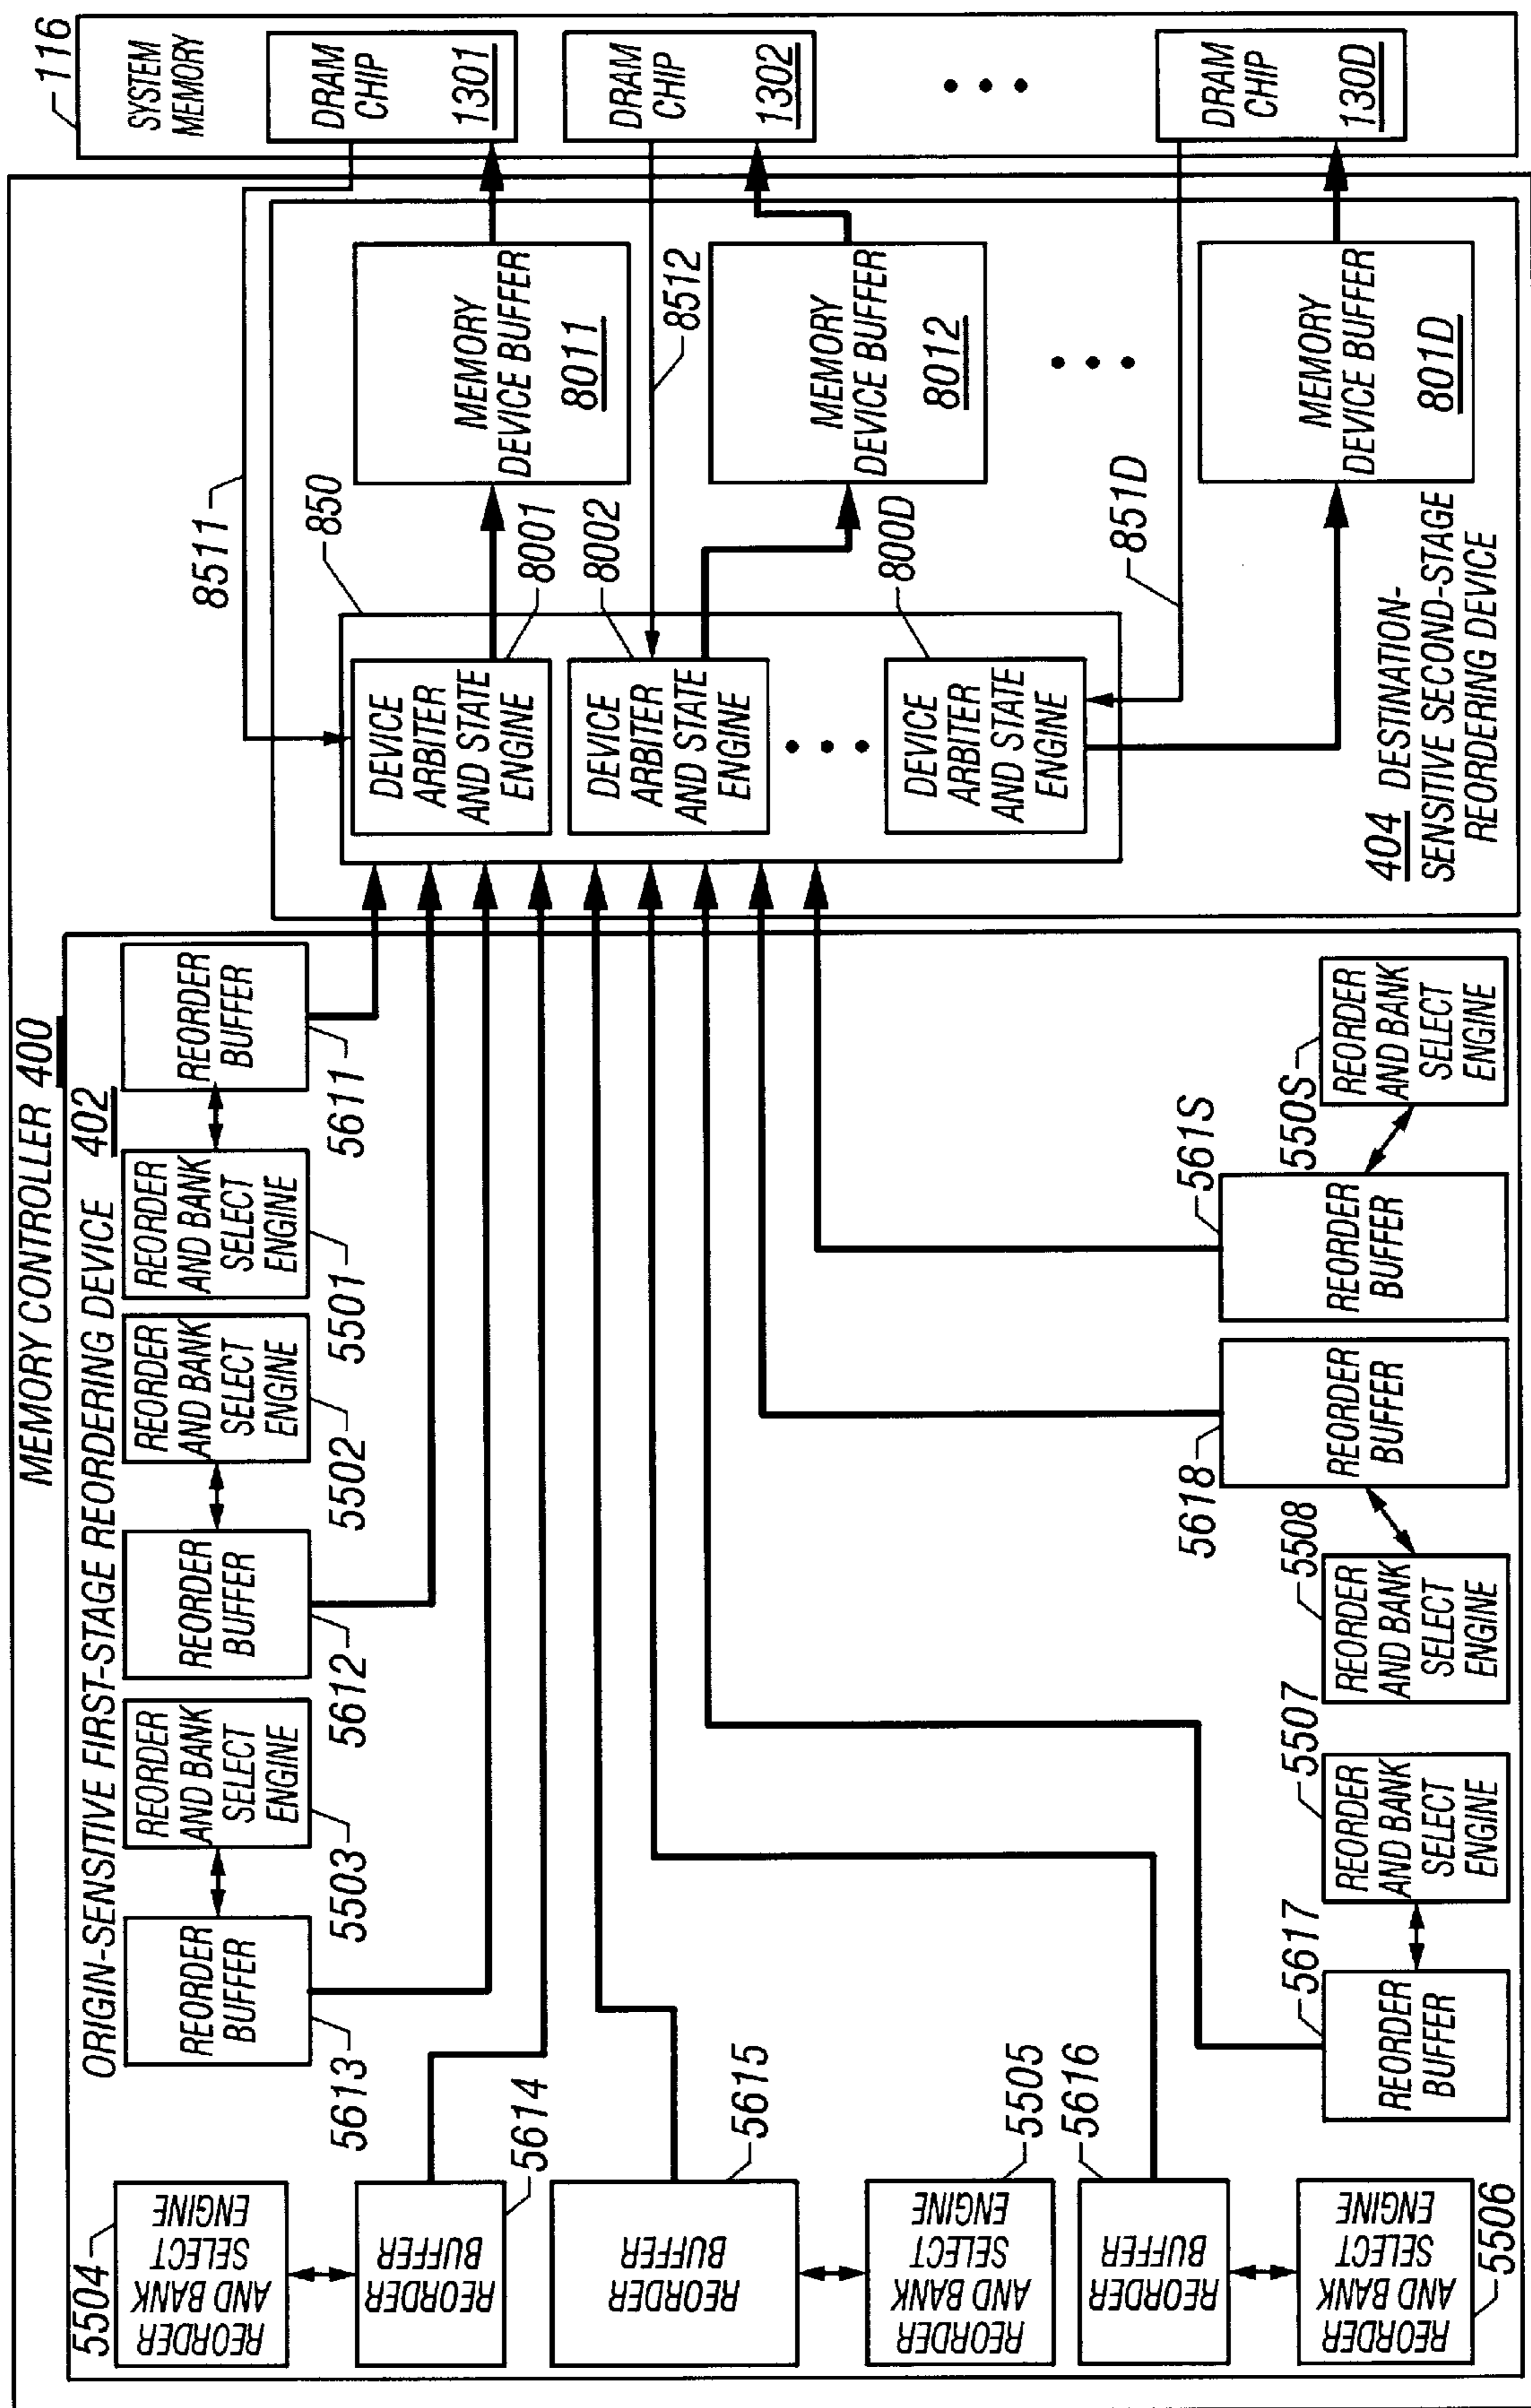 MEMORY CONTROLLER 400
ORIGIN-SENSITIVE FIRST-STAGE REORDERING DEVICE 402
5504
REORDER
AND BANK
SELECT
ENGINE
REORDER
BUFFER
5614
REORDER
BUFFER
5615
REORDER
AND BANK
SELECT
ENGINE
5505
REORDER
BUFFER
5616
REORDER
AND BANK
SELECT
ENGINE
5506
REORDER
BUFFER
5613
REORDER
AND BANK
SELECT
ENGINE
5503
REORDER
BUFFER
5612
REORDER
AND BANK
SELECT
ENGINE
5502
REORDER
AND BANK
SELECT
ENGINE
5501
REORDER
BUFFER
5611
5617
REORDER
BUFFER
5507
REORDER
AND BANK
SELECT
ENGINE
5508
REORDER
AND BANK
SELECT
ENGINE
5618
REORDER
BUFFER
561S
REORDER
BUFFER
550S
REORDER
AND BANK
SELECT
ENGINE
8511
850
DEVICE
ARBITER
AND STATE
ENGINE
8001
DEVICE
ARBITER
AND STATE
ENGINE
8002
DEVICE
ARBITER
AND STATE
ENGINE
800D
MEMORY
DEVICE BUFFER
8011
8512
MEMORY
DEVICE BUFFER
8012
851D
MEMORY
DEVICE BUFFER
801D
404 DESTINATION-
SENSITIVE SECOND-STAGE
REORDERING DEVICE
116
SYSTEM
MEMORY
DRAM
CHIP
1301
DRAM
CHIP
1302
DRAM
CHIP
130D